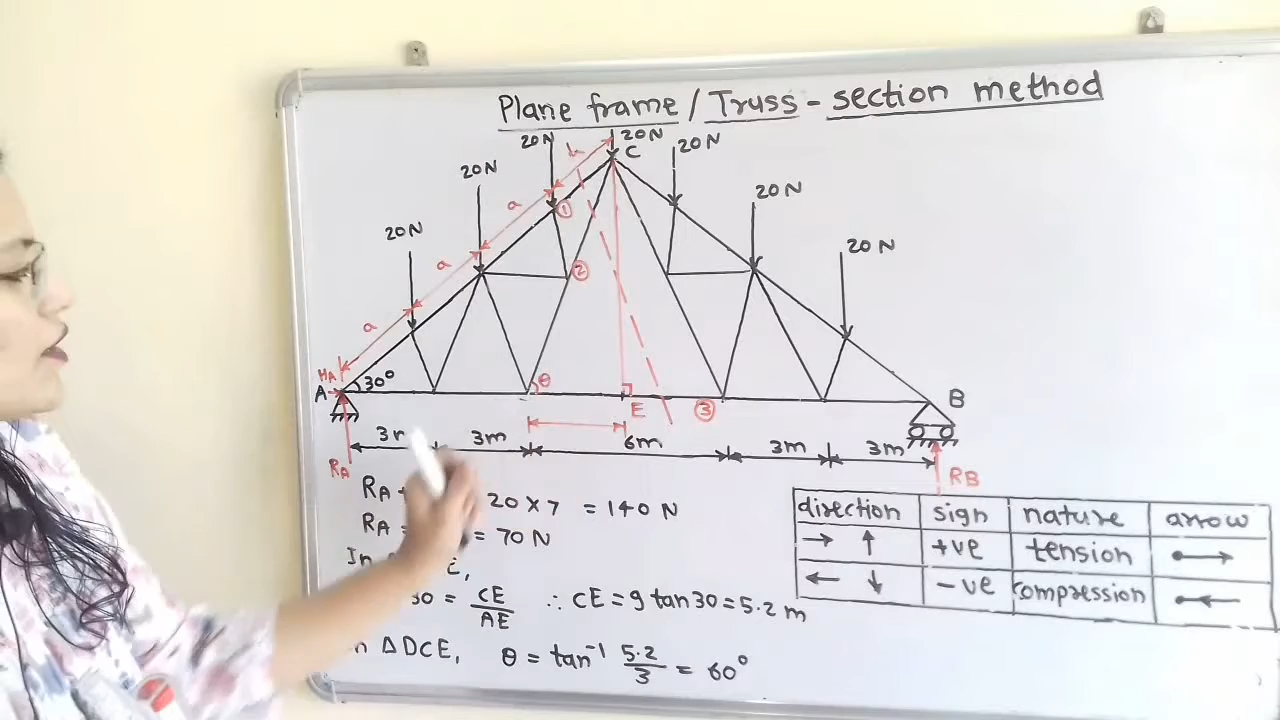 Plane frame / Truss - section method
20N 20N 20N
20N 20N
20N 20N
a a a b
C
1
2
HA A 30° θ E 3 B
3m 6m 3m 3m
RA RB
RA 20 x 7 = 140 N
RA = = 70 N
In
30 = CE/AE ∴ CE = 9 tan30 = 5.2 m
ΔDCE, θ = tan⁻¹ 5.2/3 = 60°
direction sign nature arrow
→ ↑ +ve tension •→
← ↓ -ve compression •←